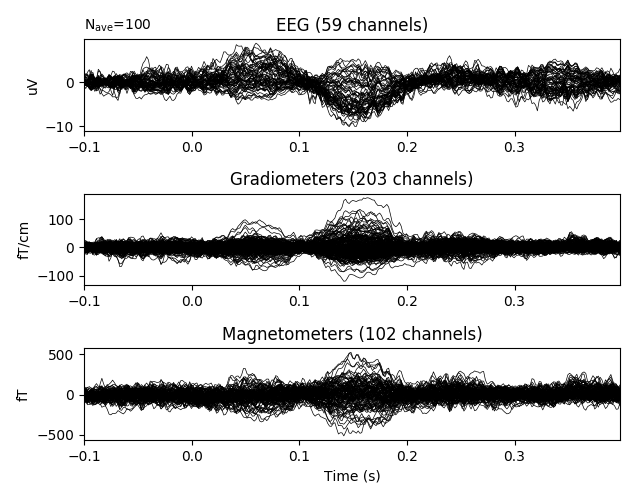 N_ave=100
EEG (59 channels)
uV
0
−10
−0.1 0.0 0.1 0.2 0.3
Gradiometers (203 channels)
fT/cm
100
0
−100
−0.1 0.0 0.1 0.2 0.3
Magnetometers (102 channels)
fT
500
0
−500
−0.1 0.0 0.1 0.2 0.3
Time (s)